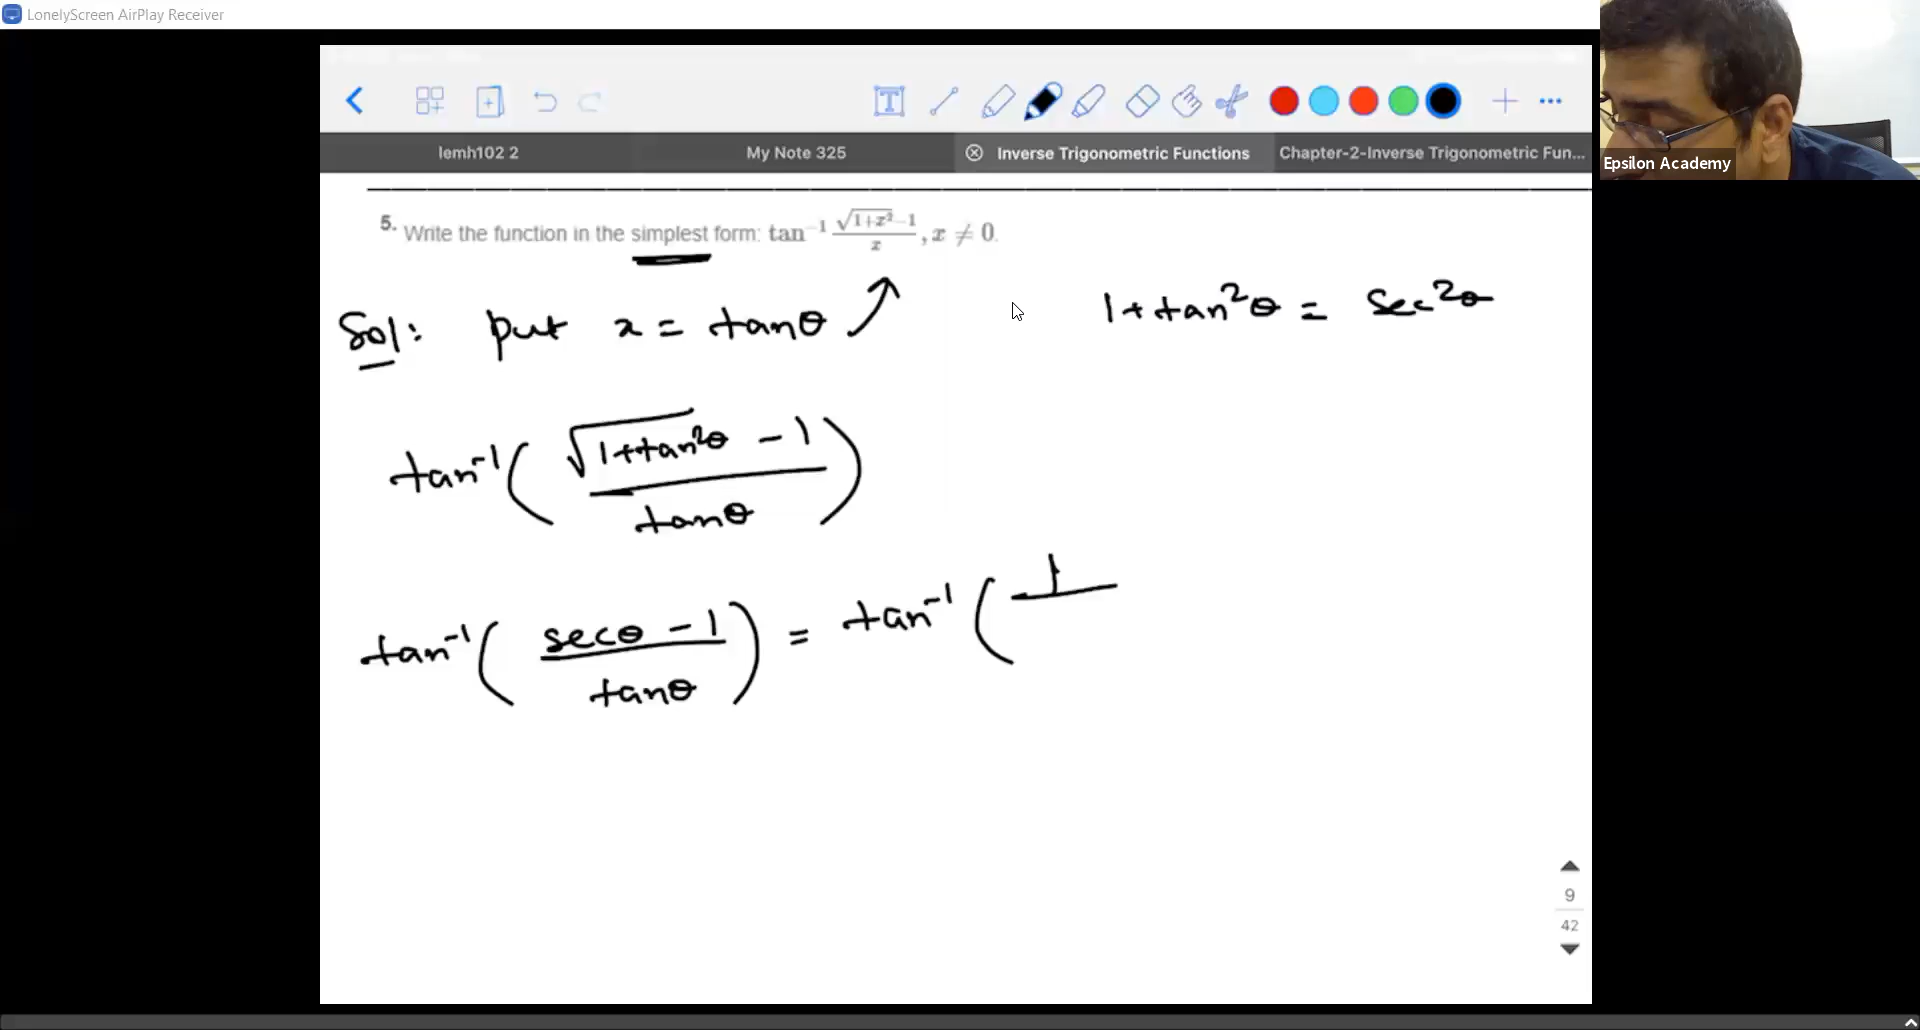 LonelyScreen AirPlay Receiver
T
lemh102 2
My Note 325
Inverse Trigonometric Functions
Chapter-2-Inverse Trigonometric Fun...
Epsilon Academy
5. Write the function in the simplest form: tan⁻¹ (√(1+x²)−1)/x, x ≠ 0.
Sol: put x = tanθ
1+tan²θ = sec²θ
tan⁻¹( (√(1+tan²θ) − 1)/tanθ )
tan⁻¹( (secθ − 1)/tanθ ) = tan⁻¹( 1/
9
42